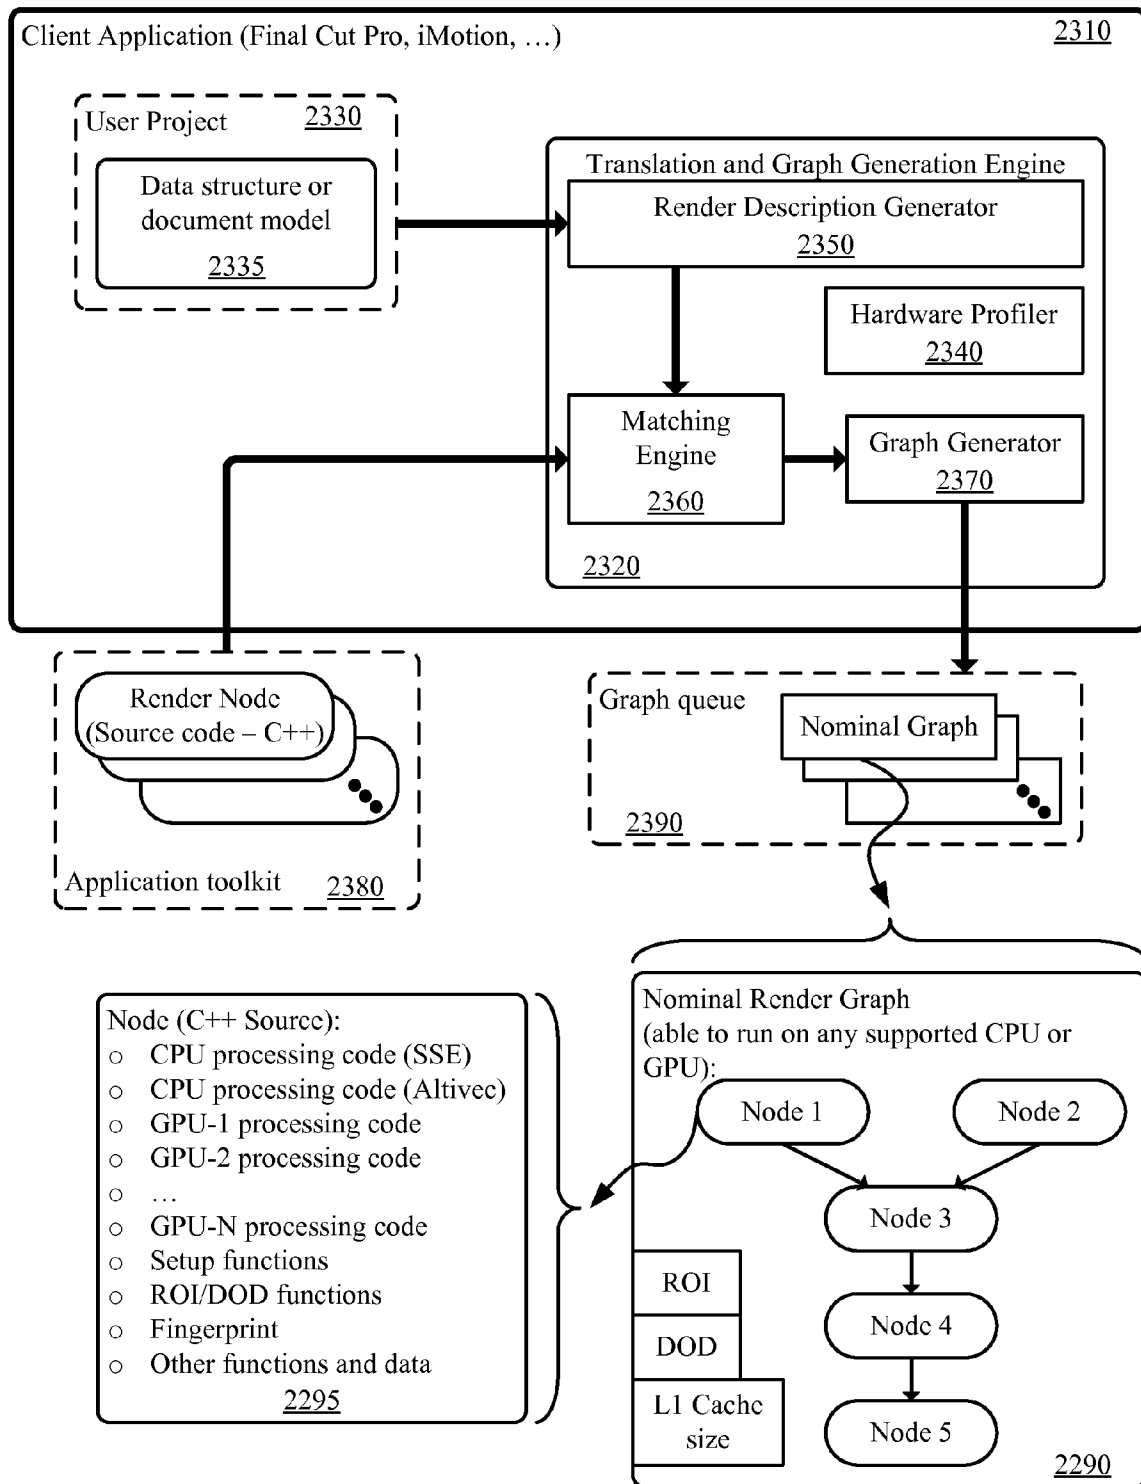 Client Application (Final Cut Pro, iMotion, …)
2310
User Project
2330
Data structure or
document model
2335
Translation and Graph Generation Engine
Render Description Generator
2350
Hardware Profiler
2340
Matching
Engine
2360
Graph Generator
2370
2320
Render Node
(Source code – C++)
Application toolkit
2380
Graph queue
Nominal Graph
2390
Node (C++ Source):
○ CPU processing code (SSE)
○ CPU processing code (Altivec)
○ GPU-1 processing code
○ GPU-2 processing code
○ …
○ GPU-N processing code
○ Setup functions
○ ROI/DOD functions
○ Fingerprint
○ Other functions and data
2295
Nominal Render Graph
(able to run on any supported CPU or
GPU):
Node 1
Node 2
Node 3
Node 4
Node 5
ROI
DOD
L1 Cache
size
2290